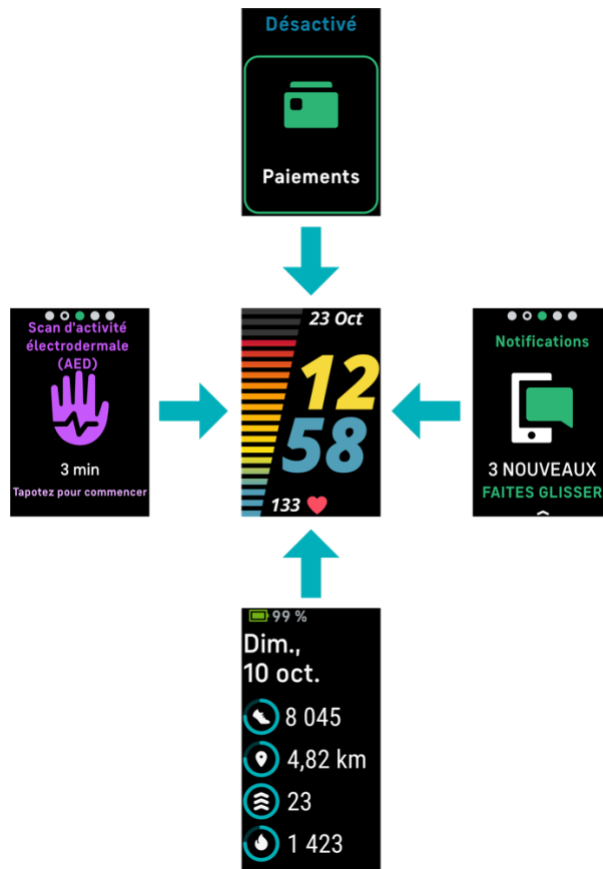 Désactivé
Paiements
Scan d'activité
électrodermale
(AED)
3 min
Tapotez pour commencer
23 Oct
12
58
133
Notifications
3 NOUVEAUX
FAITES GLISSER
99 %
Dim.,
10 oct.
8 045
4,82 km
23
1 423